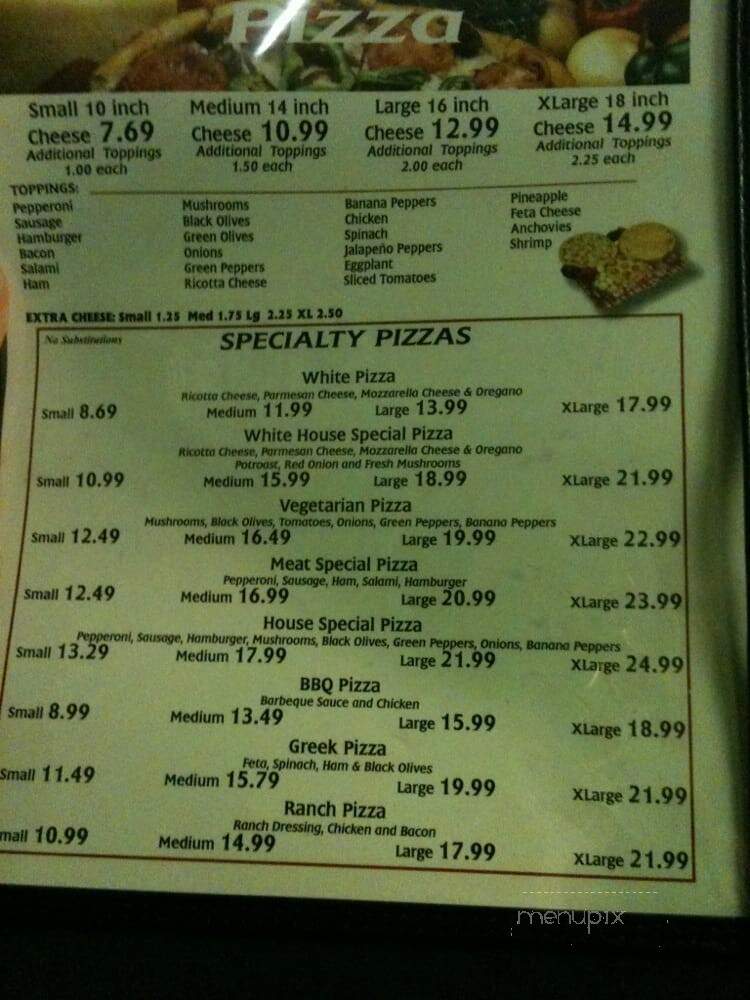 Pizza
Small 10 inch Medium 14 inch Large 16 inch XLarge 18 inch
Cheese 7.69 Cheese 10.99 Cheese 12.99 Cheese 14.99
Additional Toppings Additional Toppings Additional Toppings Additional Toppings
1.00 each 1.50 each 2.00 each 2.25 each
TOPPINGS:
Pepperoni Mushrooms Banana Peppers Pineapple
Sausage Black Olives Chicken Feta Cheese
Hamburger Green Olives Spinach Anchovies
Bacon Onions Jalapeño Peppers Shrimp
Salami Green Peppers Eggplant
Ham Ricotta Cheese Sliced Tomatoes
EXTRA CHEESE: Small 1.25 Med 1.75 Lg 2.25 XL 2.50
No Substitutions SPECIALTY PIZZAS
White Pizza
Ricotta Cheese, Parmesan Cheese, Mozzarella Cheese & Oregano
Small 8.69 Medium 11.99 Large 13.99 XLarge 17.99
White House Special Pizza
Ricotta Cheese, Parmesan Cheese, Mozzarella Cheese & Oregano
Potroast, Red Onion and Fresh Mushrooms
Small 10.99 Medium 15.99 Large 18.99 XLarge 21.99
Vegetarian Pizza
Mushrooms, Black Olives, Tomatoes, Onions, Green Peppers, Banana Peppers
Small 12.49 Medium 16.49 Large 19.99 XLarge 22.99
Meat Special Pizza
Pepperoni, Sausage, Ham, Salami, Hamburger
Small 12.49 Medium 16.99 Large 20.99 XLarge 23.99
House Special Pizza
Pepperoni, Sausage, Hamburger, Mushrooms, Black Olives, Green Peppers, Onions, Banana Peppers
Small 13.29 Medium 17.99 Large 21.99 XLarge 24.99
BBQ Pizza
Barbeque Sauce and Chicken
Small 8.99 Medium 13.49 Large 15.99 XLarge 18.99
Greek Pizza
Feta, Spinach, Ham & Black Olives
Small 11.49 Medium 15.79 Large 19.99 XLarge 21.99
Ranch Pizza
Ranch Dressing, Chicken and Bacon
mall 10.99 Medium 14.99 Large 17.99 XLarge 21.99
menupix